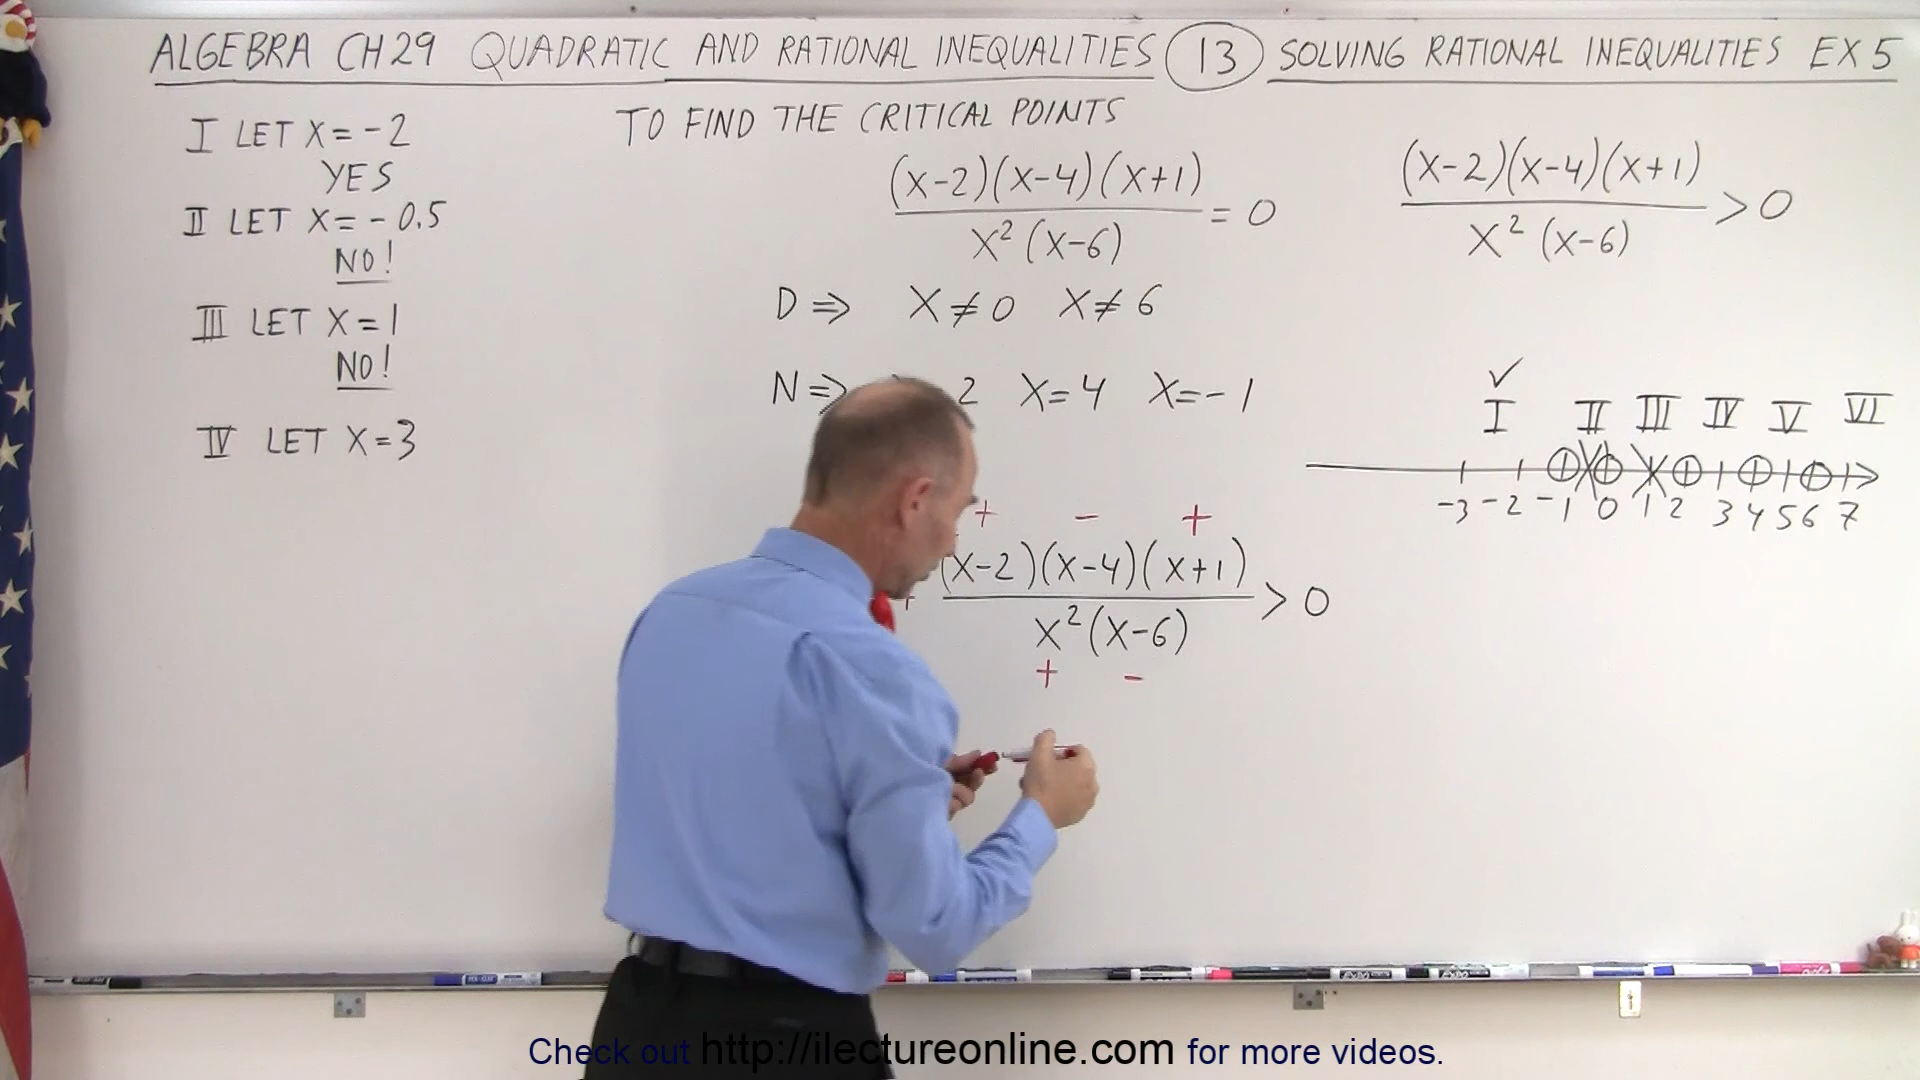 ALGEBRA CH 29 QUADRATIC AND RATIONAL INEQUALITIES 13 SOLVING RATIONAL INEQUALITIES EX 5
I LET X = -2
YES
II LET X = -0.5
NO!
III LET X = 1
NO!
IV LET X = 3
TO FIND THE CRITICAL POINTS
(X-2)(X-4)(X+1)
X² (X-6)
= 0
D ⇒ X ≠ 0 X ≠ 6
N ⇒ 2 X = 4 X = -1
+ - +
(X-2)(X-4)(X+1)
X² (X-6)
> 0
+ -
(X-2)(X-4)(X+1)
X² (X-6)
> 0
✓
I II III IV V VI
-3 -2 -1 0 1 2 3 4 5 6 7
Check out http://ilectureonline.com for more videos.